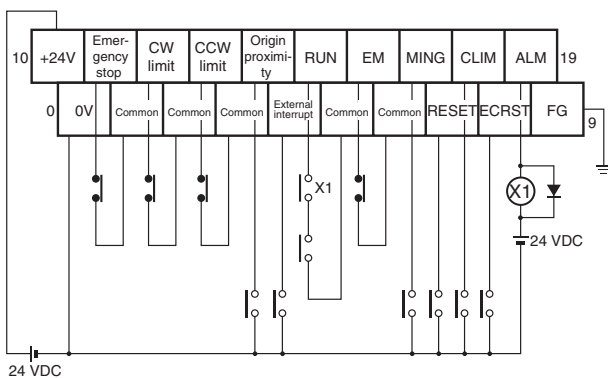 10 +24V Emer-gency stop CW limit CCW limit Origin proximi-ty RUN EM MING CLIM ALM 19
0 0V Common Common Common External interrupt Common Common RESET ECRST FG 9
X1
X1
24 VDC
24 VDC